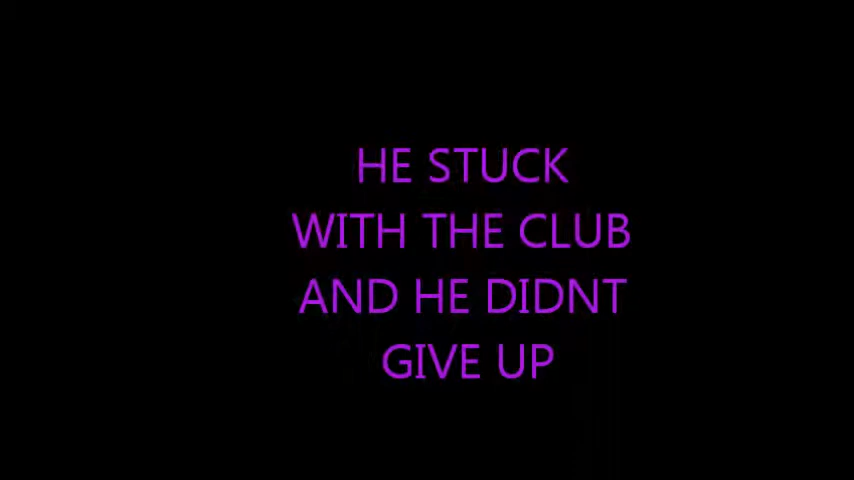 HE STUCK
WITH THE CLUB
AND HE DIDNT
GIVE UP